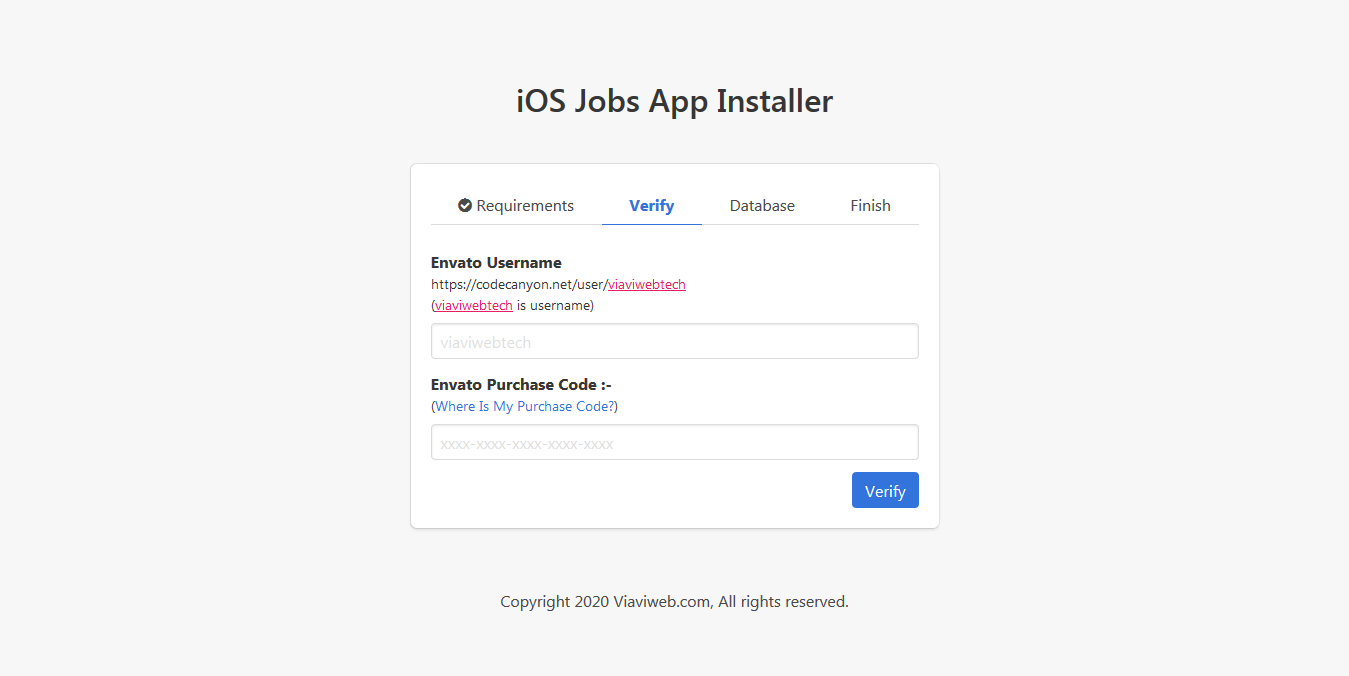 iOS Jobs App Installer
Requirements Verify Database Finish
Envato Username
https://codecanyon.net/user/viaviwebtech
(viaviwebtech is username)
viaviwebtech
Envato Purchase Code :-
(Where Is My Purchase Code?)
xxxx-xxxx-xxxx-xxxx-xxxx
Verify
Copyright 2020 Viaviweb.com, All rights reserved.